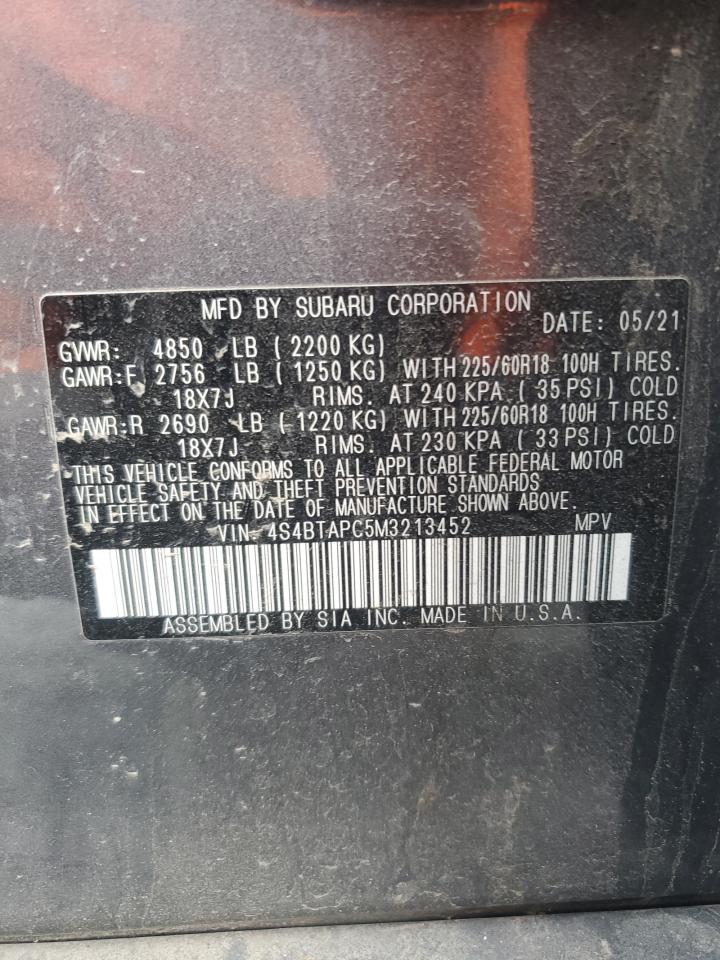 MFD BY SUBARU CORPORATION
DATE: 05/21
GVWR: 4850 LB ( 2200 KG)
GAWR:F 2756 LB ( 1250 KG) WITH 225/60R18 100H TIRES.
18X7J RIMS. AT 240 KPA ( 35 PSI) COLD
GAWR:R 2690 LB ( 1220 KG) WITH 225/60R18 100H TIRES.
18X7J RIMS. AT 230 KPA ( 33 PSI) COLD
THIS VEHICLE CONFORMS TO ALL APPLICABLE FEDERAL MOTOR
VEHICLE SAFETY AND THEFT PREVENTION STANDARDS
IN EFFECT ON THE DATE OF MANUFACTURE SHOWN ABOVE.
VIN: 4S4BTAPC5M3213452 MPV
ASSEMBLED BY SIA INC. MADE IN U.S.A.